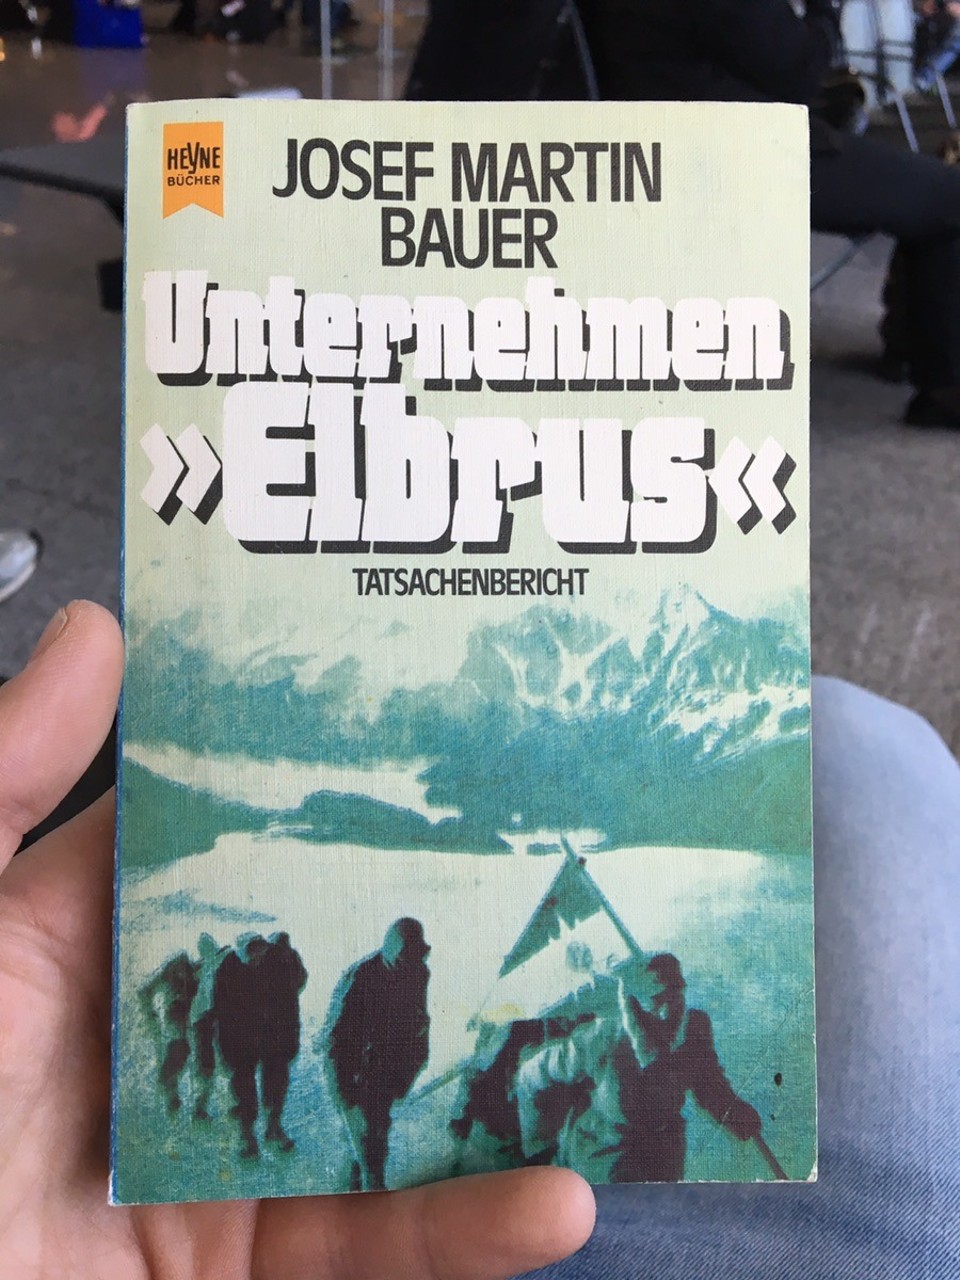 HEYNE
BÜCHER
JOSEF MARTIN
BAUER
Unternehmen
»Elbrus«
TATSACHENBERICHT